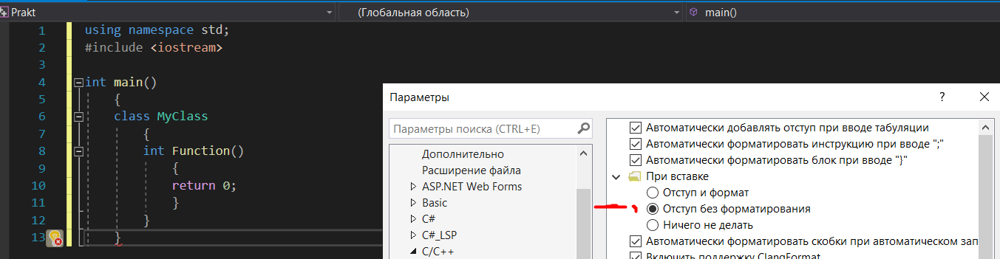 Prakt
(Глобальная область)
main()
1 using namespace std;
2 #include <iostream>
3
4 int main()
5 {
6 class MyClass
7 {
8 int Function()
9 {
10 return 0;
11 }
12 }
13 }
Параметры
? 
Параметры поиска (CTRL+E)
Дополнительно
Расширение файла
ASP.NET Web Forms
Basic
C#
C#_LSP
C/C++
Автоматически добавлять отступ при вводе табуляции
Автоматически форматировать инструкцию при вводе ";"
Автоматически форматировать блок при вводе "}"
При вставке
Отступ и формат
Отступ без форматирования
Ничего не делать
Автоматически форматировать скобки при автоматическом зап
Включить поддержку ClangFormat